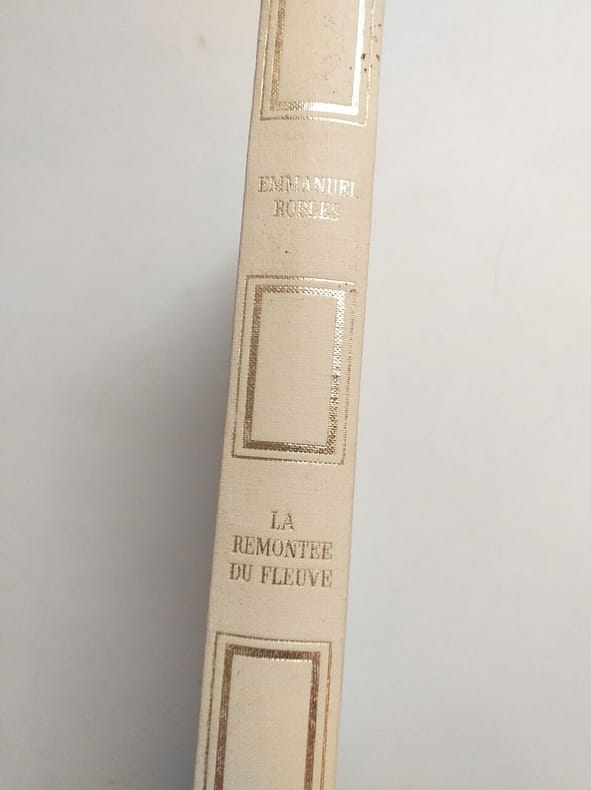 EMMANUEL
ROBLES
LA
REMONTEE
DU FLEUVE